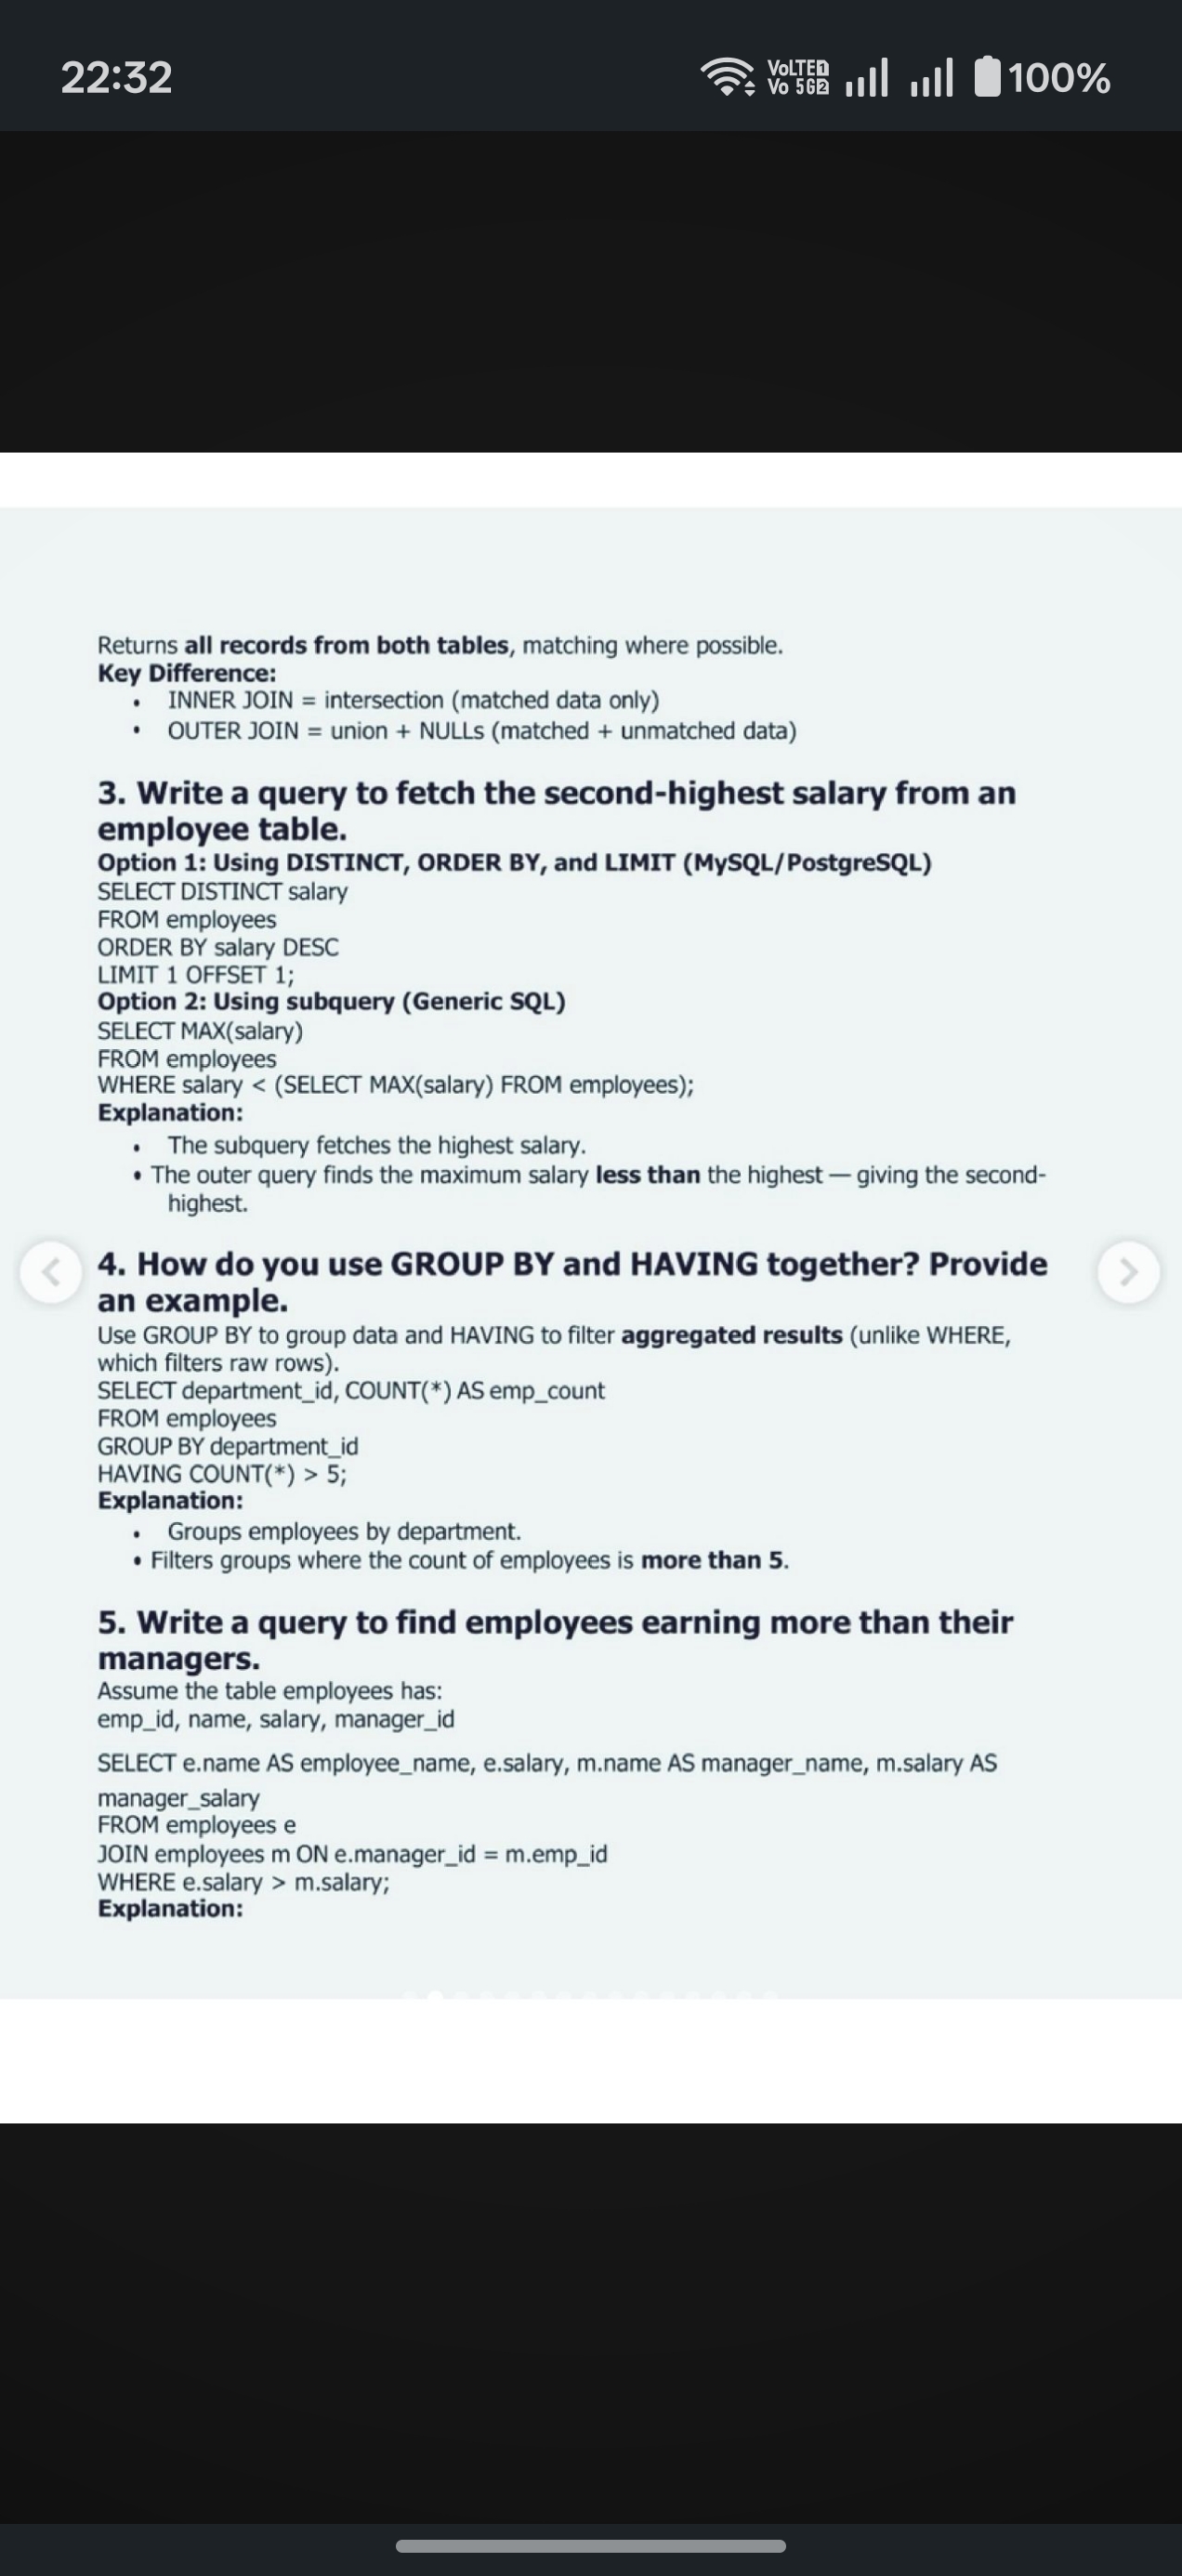 22:32
VoLTE1
Vo 5G2
100%
Returns all records from both tables, matching where possible.
Key Difference:
• INNER JOIN = intersection (matched data only)
• OUTER JOIN = union + NULLs (matched + unmatched data)
3. Write a query to fetch the second-highest salary from an
employee table.
Option 1: Using DISTINCT, ORDER BY, and LIMIT (MySQL/PostgreSQL)
SELECT DISTINCT salary
FROM employees
ORDER BY salary DESC
LIMIT 1 OFFSET 1;
Option 2: Using subquery (Generic SQL)
SELECT MAX(salary)
FROM employees
WHERE salary < (SELECT MAX(salary) FROM employees);
Explanation:
• The subquery fetches the highest salary.
• The outer query finds the maximum salary less than the highest — giving the second-
highest.
4. How do you use GROUP BY and HAVING together? Provide
an example.
Use GROUP BY to group data and HAVING to filter aggregated results (unlike WHERE,
which filters raw rows).
SELECT department_id, COUNT(*) AS emp_count
FROM employees
GROUP BY department_id
HAVING COUNT(*) > 5;
Explanation:
• Groups employees by department.
• Filters groups where the count of employees is more than 5.
5. Write a query to find employees earning more than their
managers.
Assume the table employees has:
emp_id, name, salary, manager_id
SELECT e.name AS employee_name, e.salary, m.name AS manager_name, m.salary AS
manager_salary
FROM employees e
JOIN employees m ON e.manager_id = m.emp_id
WHERE e.salary > m.salary;
Explanation: